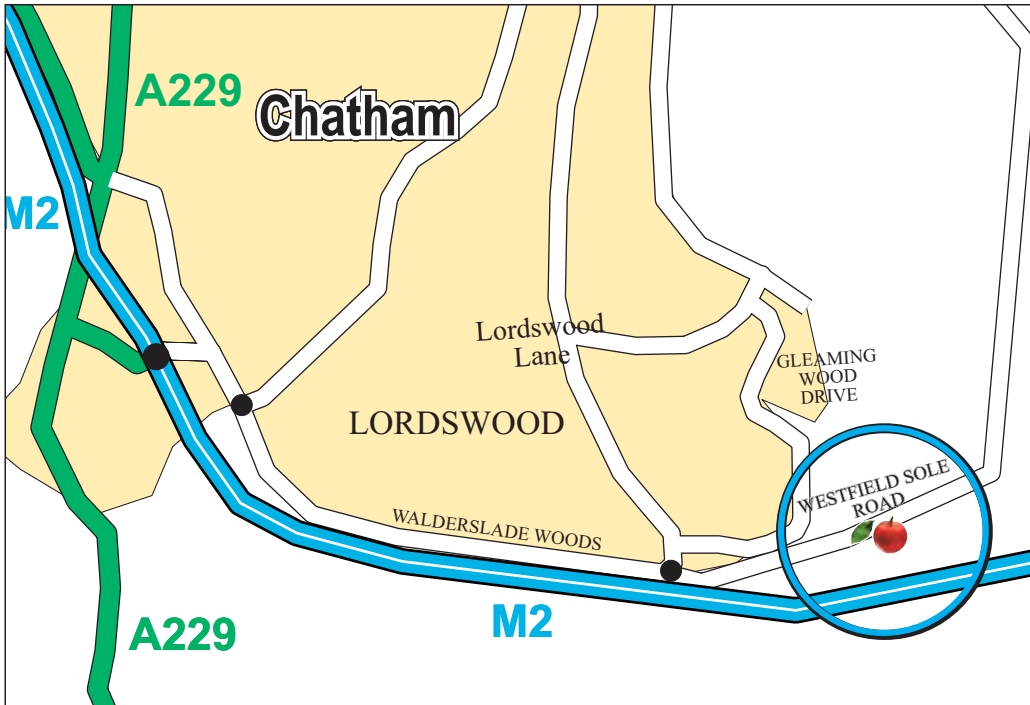 A229
Chatham
M2
Lordswood
Lane
GLEAMING
WOOD
DRIVE
LORDSWOOD
WESTFIELD SOLE
ROAD
WALDERSLADE WOODS
M2
A229